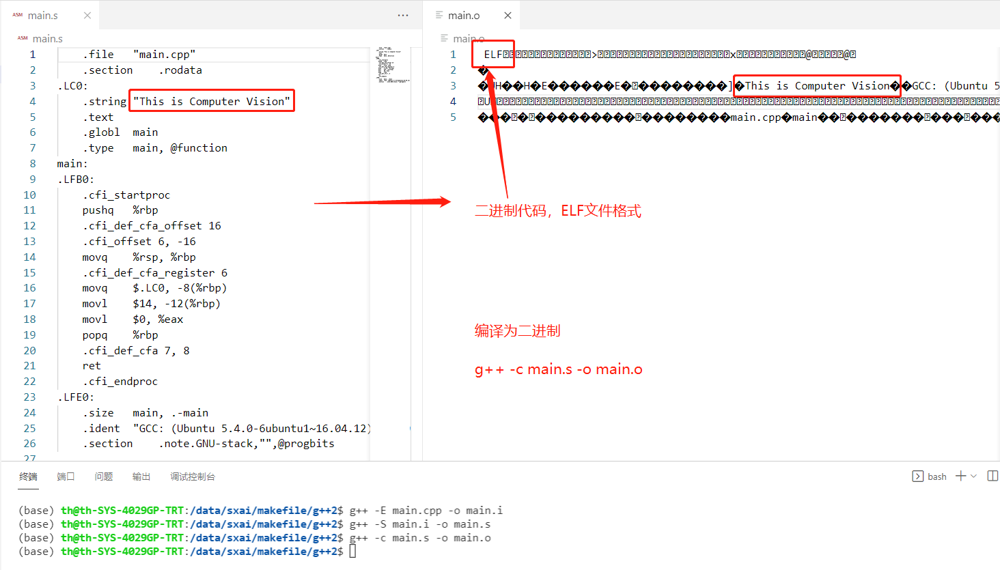 main.s
main.s
1 .file "main.cpp"
2 .section .rodata
3 .LC0:
4 .string "This is Computer Vision"
5 .text
6 .globl main
7 .type main, @function
8 main:
9 .LFB0:
10 .cfi_startproc
11 pushq %rbp
12 .cfi_def_cfa_offset 16
13 .cfi_offset 6, -16
14 movq %rsp, %rbp
15 .cfi_def_cfa_register 6
16 movq $.LC0, -8(%rbp)
17 movl $14, -12(%rbp)
18 movl $0, %eax
19 popq %rbp
20 .cfi_def_cfa 7, 8
21 ret
22 .cfi_endproc
23 .LFE0:
24 .size main, .-main
25 .ident "GCC: (Ubuntu 5.4.0-6ubuntu1~16.04.12)
26 .section .note.GNU-stack,"",@progbits
27
main.o
main.o
1 ELF > x @ @
2
3 H H E E ] This is Computer Vision GCC: (Ubuntu 5
4 U
5 main.cpp main
二进制代码，ELF文件格式
编译为二进制
g++ -c main.s -o main.o
终端 端口 问题 输出 调试控制台
bash
(base) th@th-SYS-4029GP-TRT:/data/sxai/makefile/g++2$ g++ -E main.cpp -o main.i
(base) th@th-SYS-4029GP-TRT:/data/sxai/makefile/g++2$ g++ -S main.i -o main.s
(base) th@th-SYS-4029GP-TRT:/data/sxai/makefile/g++2$ g++ -c main.s -o main.o
(base) th@th-SYS-4029GP-TRT:/data/sxai/makefile/g++2$